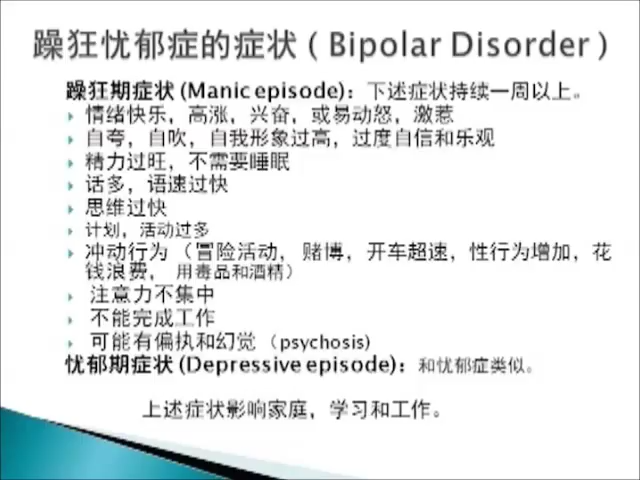 躁狂忧郁症的症状 ( Bipolar Disorder )
躁狂期症状 (Manic episode)：下述症状持续一周以上。
情绪快乐，高涨，兴奋，或易动怒，激惹
自夸，自吹，自我形象过高，过度自信和乐观
精力过旺，不需要睡眠
话多，语速过快
思维过快
计划，活动过多
冲动行为 （冒险活动， 赌博，开车超速，性行为增加，花
钱浪费， 用毒品和酒精）
注意力不集中
不能完成工作
可能有偏执和幻觉 （psychosis)
忧郁期症状 (Depressive episode)：和忧郁症类似。
上述症状影响家庭，学习和工作。